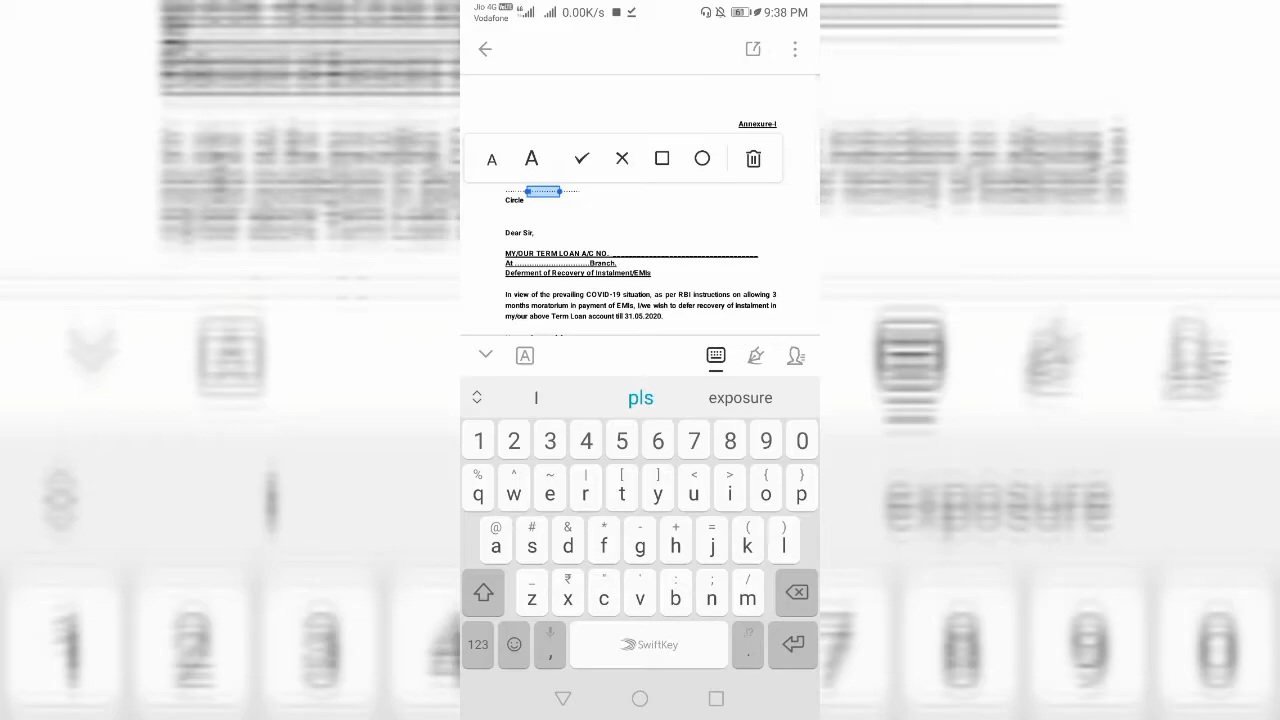 Jio 4G VoLTE 0.00K/s 61 9:38 PM
Vodafone
Annexure-I
A A
Circle
Dear Sir,
MY/OUR TERM LOAN A/C NO. ____________________
At ..............................Branch.
Deferment of Recovery of Instalment/EMIs
In view of the prevailing COVID-19 situation, as per RBI instructions on allowing 3
months moratorium in payment of EMIs, I/we wish to defer recovery of Instalment in
my/our above Term Loan account till 31.05.2020.
A
I pls exposure
1 2 3 4 5 6 7 8 9 0
% ^ ~ | [ ] < > { }
q w e r t y u i o p
@ # & * - + = ( )
a s d f g h j k l
_ ₹ " ' : ; /
z x c v b n m
123 , SwiftKey .